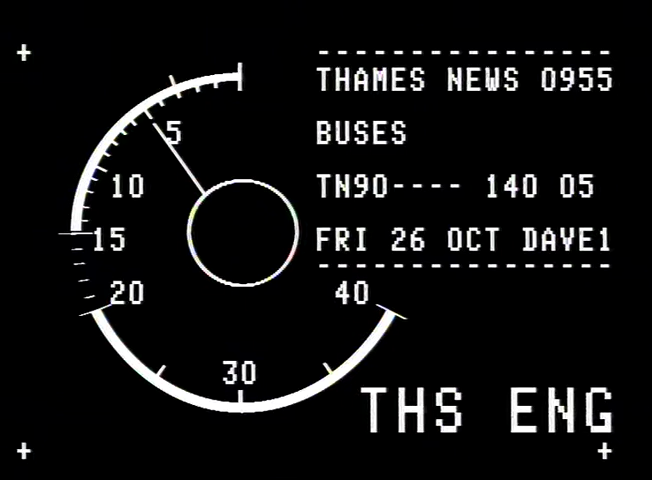 ----------------
THAMES NEWS 0955
BUSES
TN90---- 140 05
FRI 26 OCT DAVE1
----------------
5
10
15
20
30
40
THS ENG